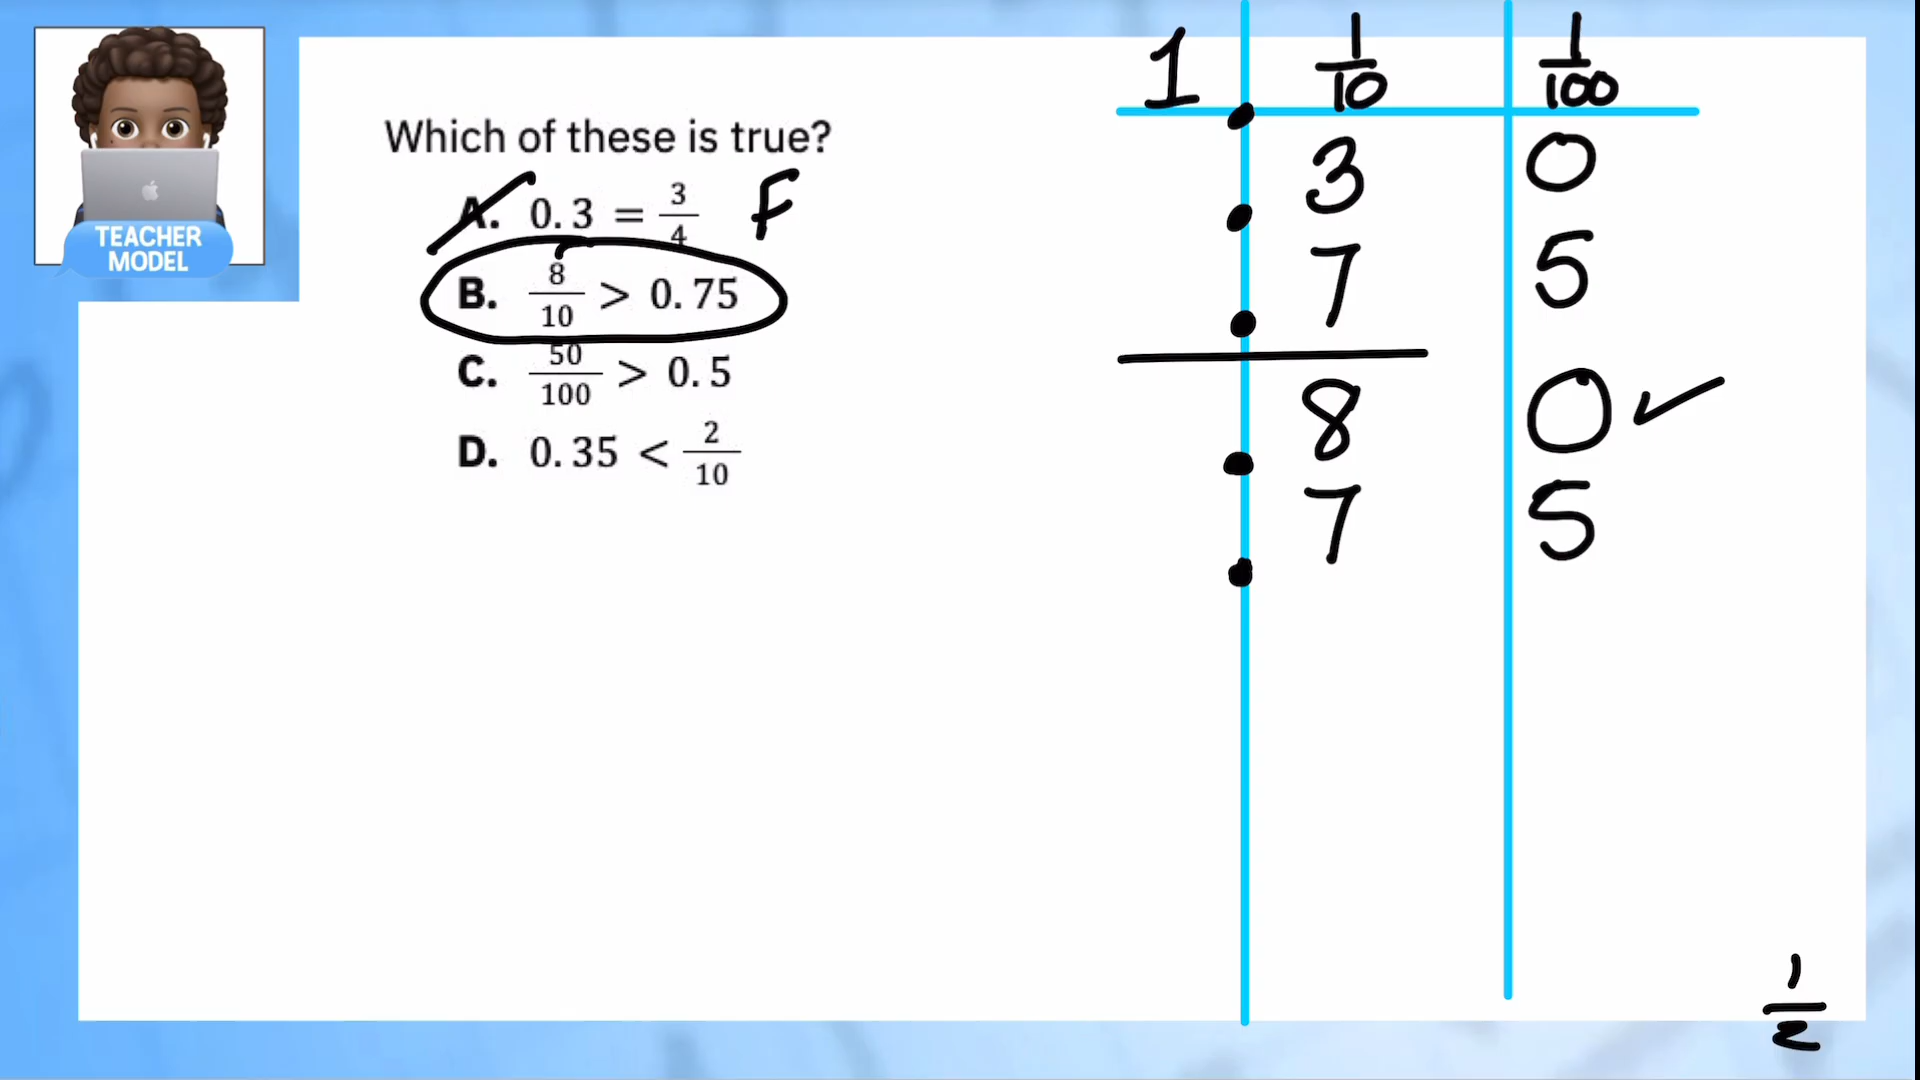 TEACHER
MODEL
Which of these is true?
A. 0.3 = 3/4 F
B. 8/10 > 0.75
C. 50/100 > 0.5
D. 0.35 < 2/10
1 . 1/10 1/100
. 3 0
. 7 5
. 8 0 ✓
. 7 5
1/2